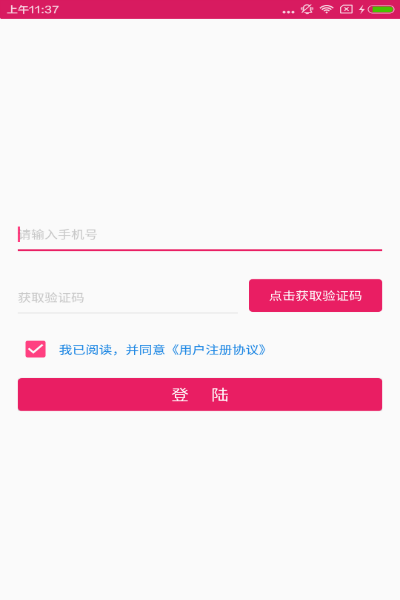 上午11:37
请输入手机号
获取验证码
点击获取验证码
我已阅读，并同意《用户注册协议》
登 陆